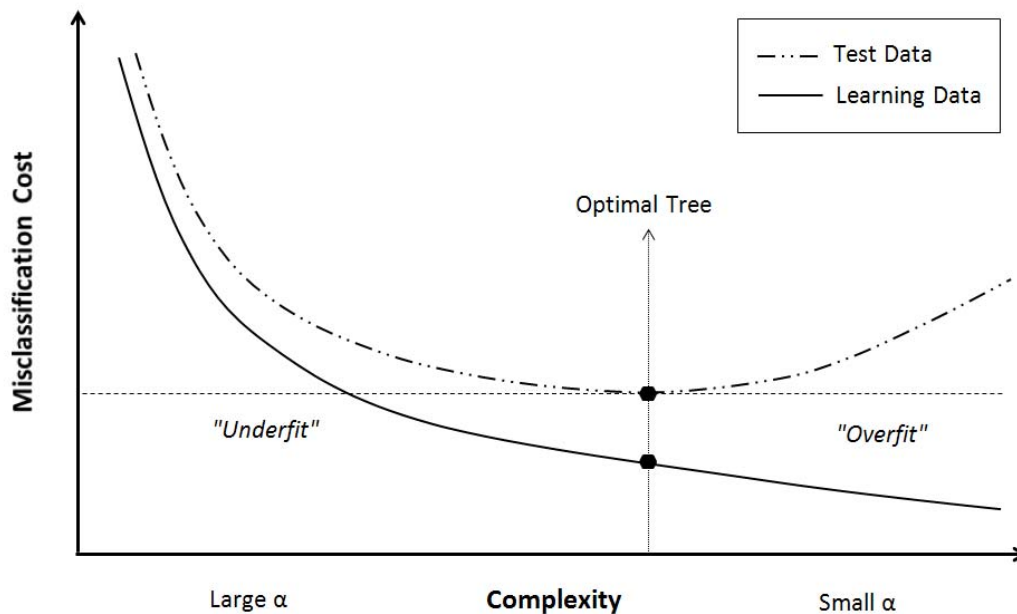 Test Data
Learning Data
Misclassification Cost
Optimal Tree
"Underfit"
"Overfit"
Large α
Complexity
Small α